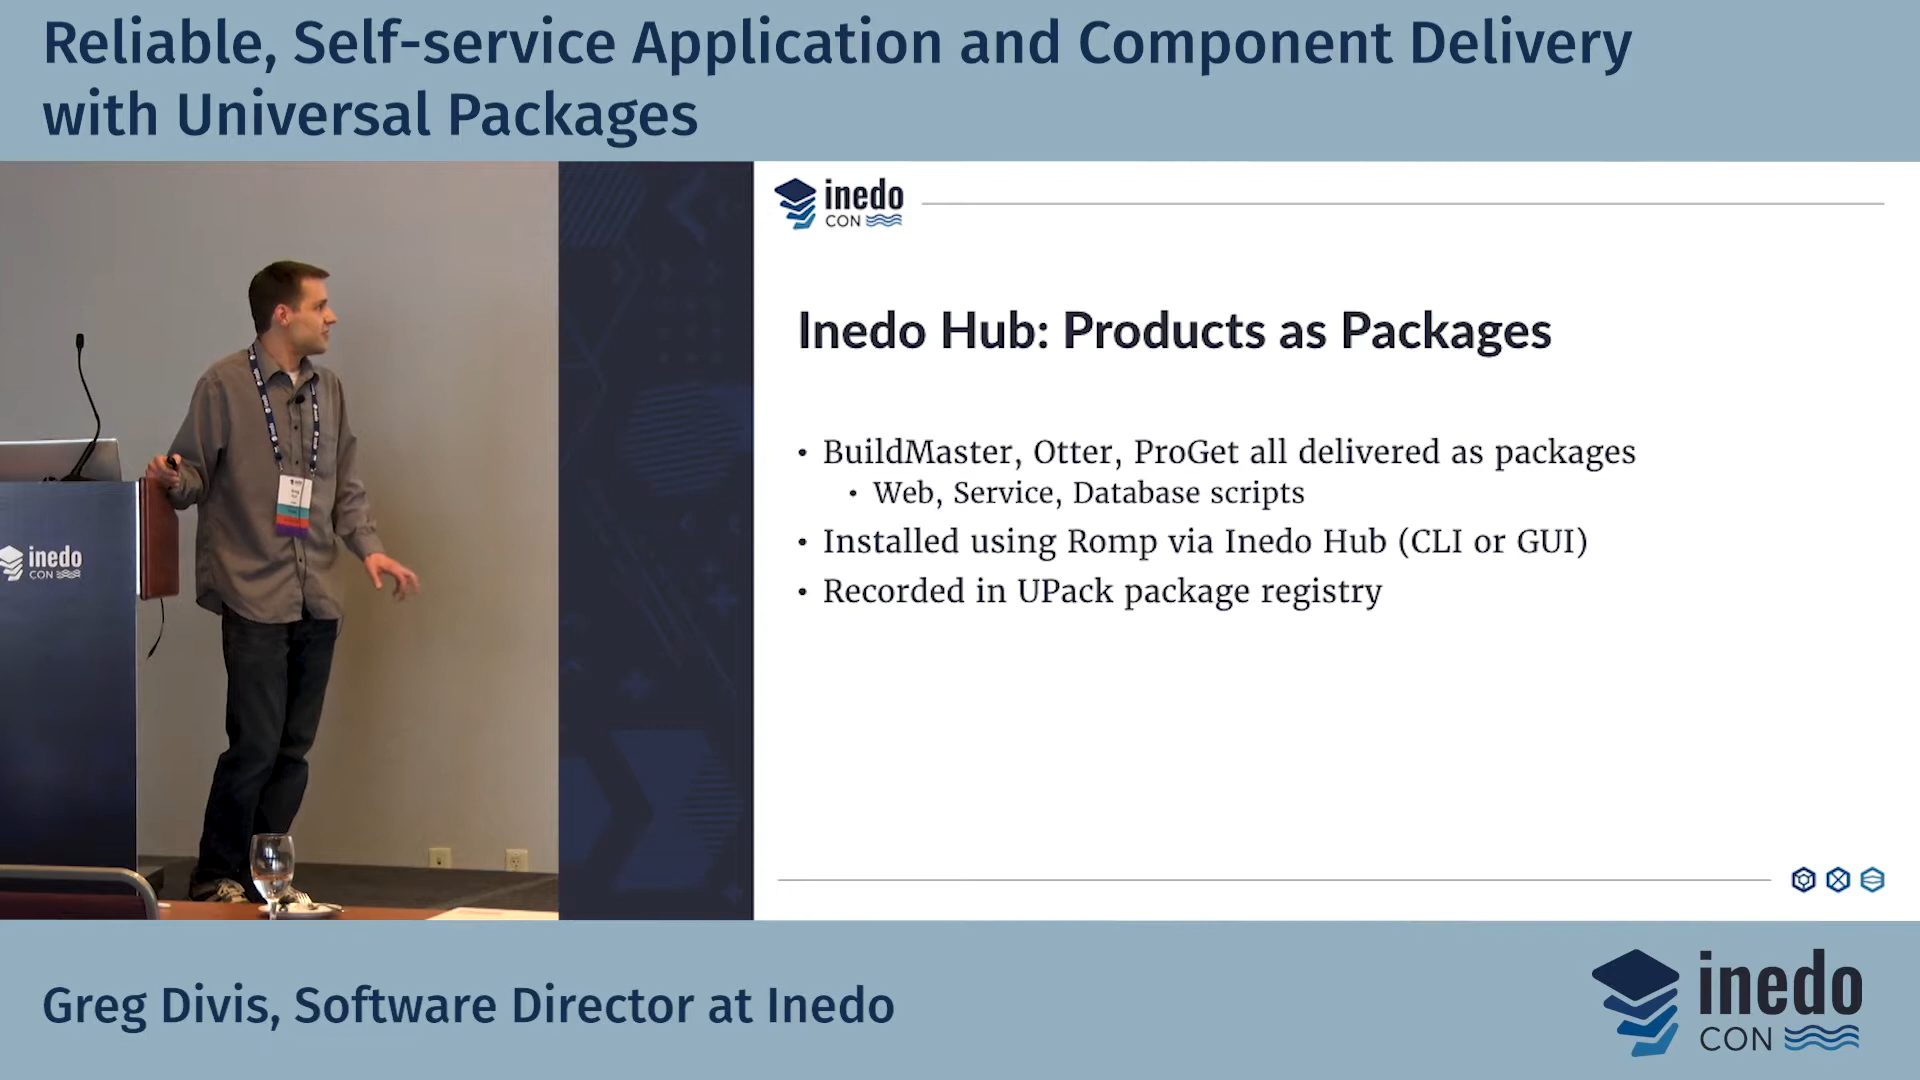 Reliable, Self-service Application and Component Delivery
with Universal Packages
inedo
CON
Inedo Hub: Products as Packages
• BuildMaster, Otter, ProGet all delivered as packages
• Web, Service, Database scripts
• Installed using Romp via Inedo Hub (CLI or GUI)
• Recorded in UPack package registry
inedo
CON
Greg Divis, Software Director at Inedo
inedo
CON